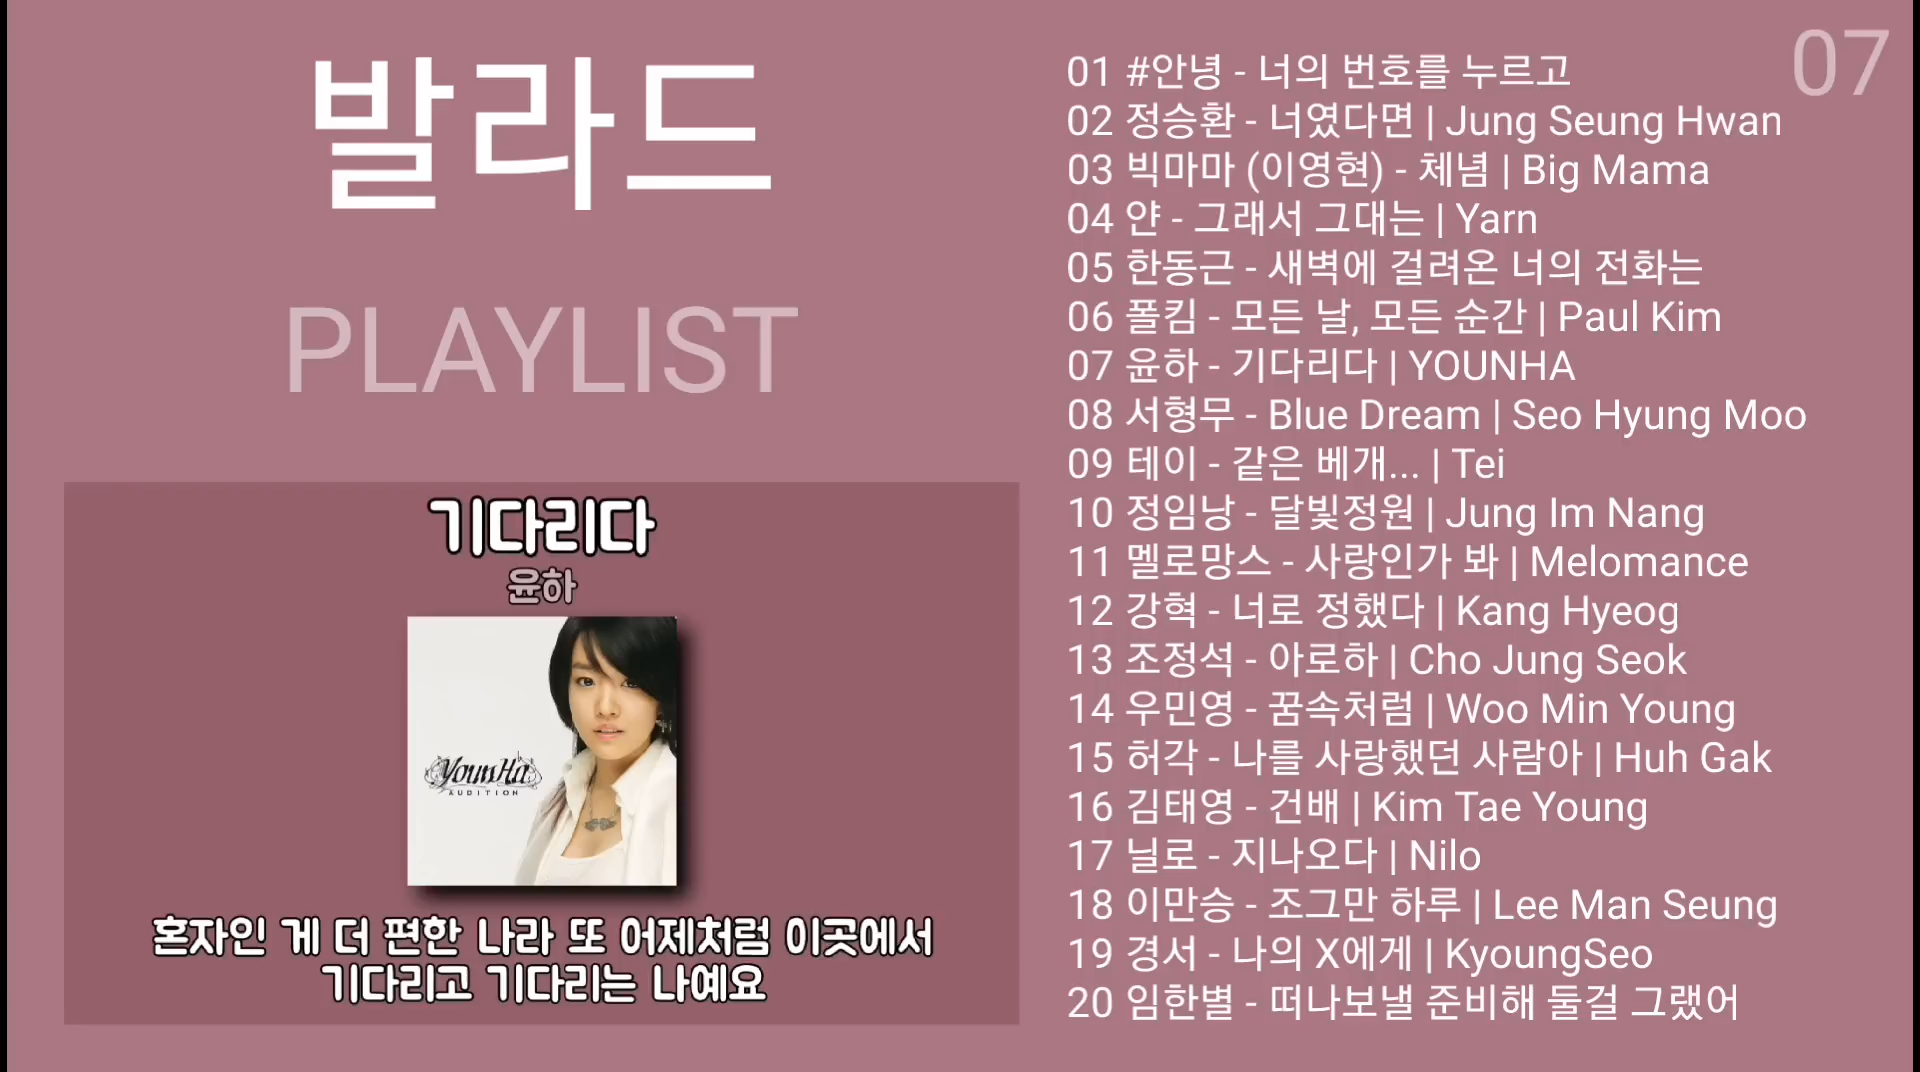 발라드
PLAYLIST
기다리다
윤하
YounHa
AUDITION
혼자인 게 더 편한 나라 또 어제처럼 이곳에서
기다리고 기다리는 나예요
07
01 #안녕 - 너의 번호를 누르고
02 정승환 - 너였다면 | Jung Seung Hwan
03 빅마마 (이영현) - 체념 | Big Mama
04 얀 - 그래서 그대는 | Yarn
05 한동근 - 새벽에 걸려온 너의 전화는
06 폴킴 - 모든 날, 모든 순간 | Paul Kim
07 윤하 - 기다리다 | YOUNHA
08 서형무 - Blue Dream | Seo Hyung Moo
09 테이 - 같은 베개... | Tei
10 정임낭 - 달빛정원 | Jung Im Nang
11 멜로망스 - 사랑인가 봐 | Melomance
12 강혁 - 너로 정했다 | Kang Hyeog
13 조정석 - 아로하 | Cho Jung Seok
14 우민영 - 꿈속처럼 | Woo Min Young
15 허각 - 나를 사랑했던 사람아 | Huh Gak
16 김태영 - 건배 | Kim Tae Young
17 닐로 - 지나오다 | Nilo
18 이만승 - 조그만 하루 | Lee Man Seung
19 경서 - 나의 X에게 | KyoungSeo
20 임한별 - 떠나보낼 준비해 둘걸 그랬어